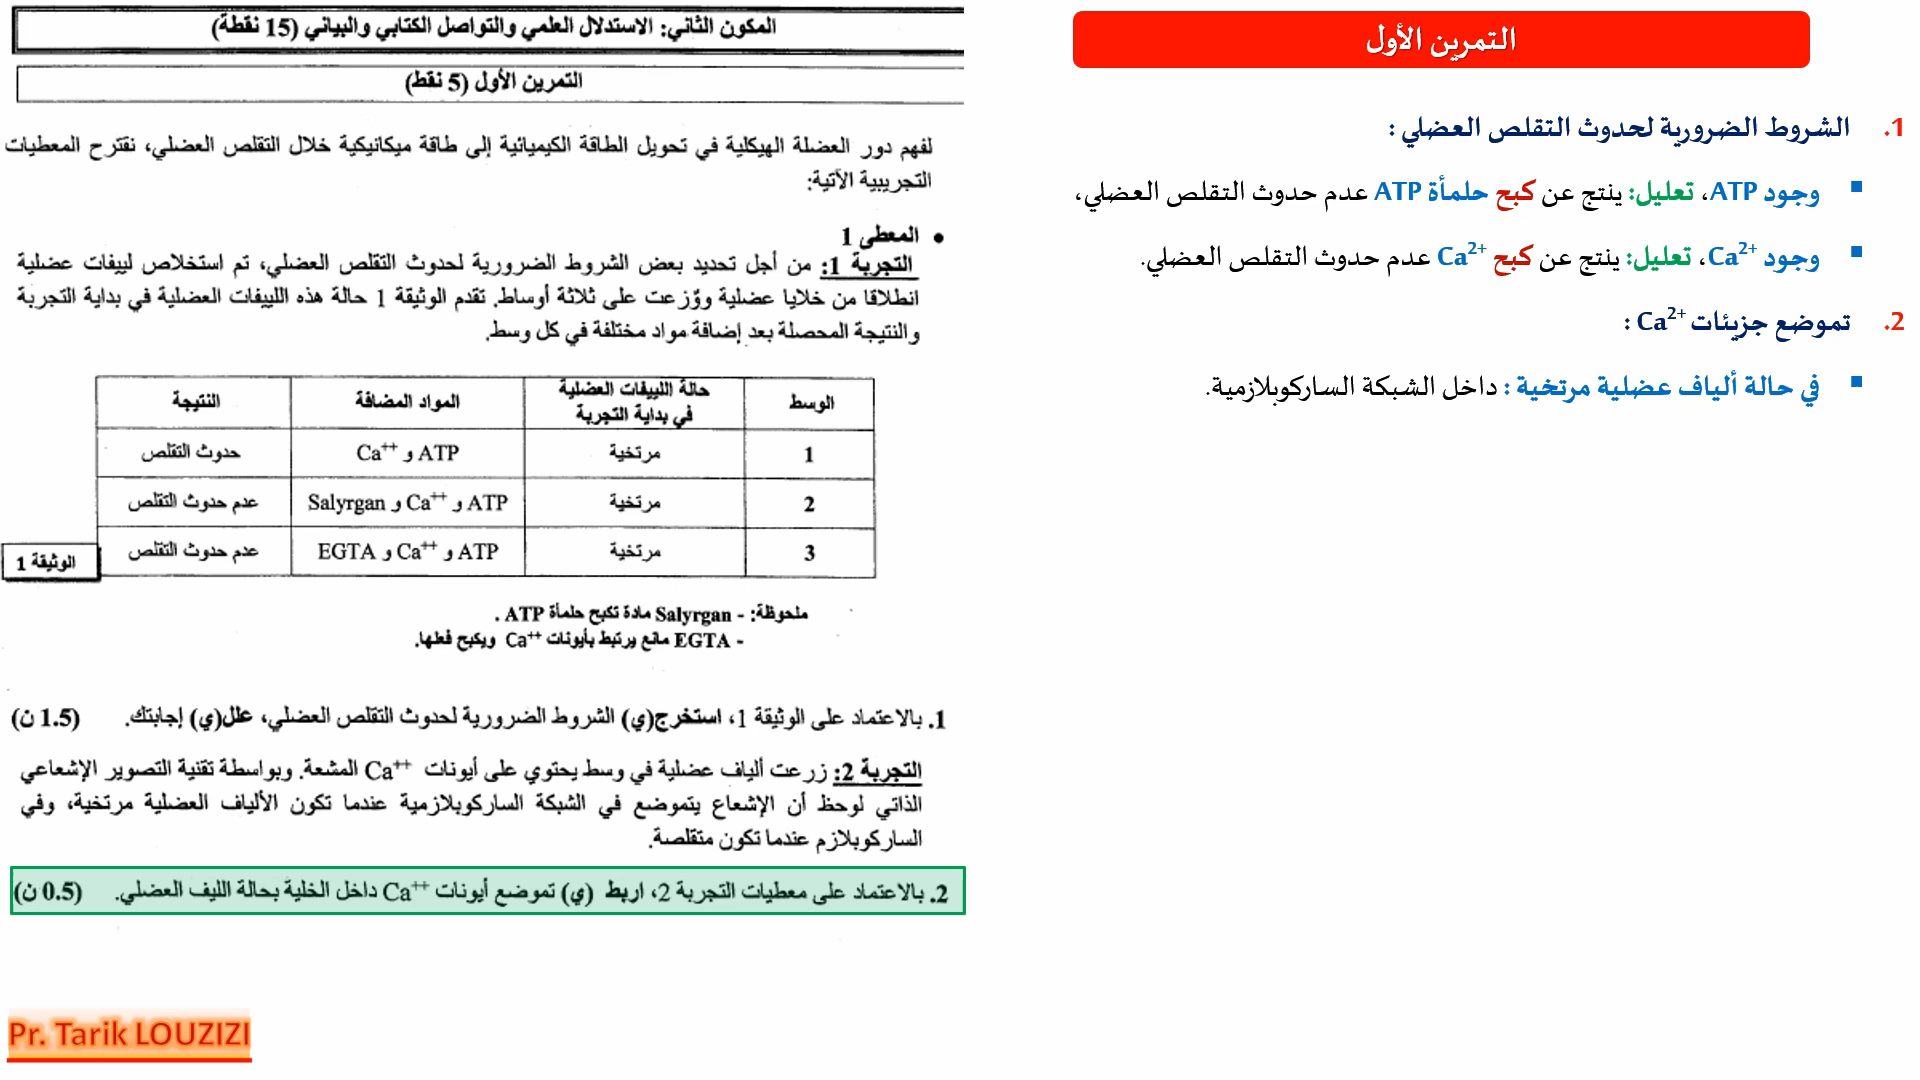 المكون الثاني: الاستدلال العلمي والتواصل الكتابي والبياني (15 نقطة)
التمرين الأول (5 نقط)
لفهم دور العضلة الهيكلية في تحويل الطاقة الكيميائية إلى طاقة ميكانيكية خلال التقلص العضلي، نقترح المعطيات
التجريبية الآتية:
• المعطى 1
التجربة 1: من أجل تحديد بعض الشروط الضرورية لحدوث التقلص العضلي، تم استخلاص لييفات عضلية
انطلاقا من خلايا عضلية ووُزعت على ثلاثة أوساط. تقدم الوثيقة 1 حالة هذه اللييفات العضلية في بداية التجربة
والنتيجة المحصلة بعد إضافة مواد مختلفة في كل وسط.
الوسط | حالة اللييفات العضلية في بداية التجربة | المواد المضافة | النتيجة
1 | مرتخية | ATP و Ca++ | حدوث التقلص
2 | مرتخية | ATP و Ca++ و Salyrgan | عدم حدوث التقلص
3 | مرتخية | ATP و Ca++ و EGTA | عدم حدوث التقلص
الوثيقة 1
ملحوظة: - Salyrgan مادة تكبح حلمأة ATP .
- EGTA مانع يرتبط بأيونات Ca++ ويكبح فعلها.
1. بالاعتماد على الوثيقة 1، استخرج(ي) الشروط الضرورية لحدوث التقلص العضلي، علل(ي) إجابتك. (1.5 ن)
التجربة 2: زرعت ألياف عضلية في وسط يحتوي على أيونات Ca++ المشعة. وبواسطة تقنية التصوير الإشعاعي
الذاتي لوحظ أن الإشعاع يتموضع في الشبكة الساركوبلازمية عندما تكون الألياف العضلية مرتخية، وفي
الساركوبلازم عندما تكون متقلصة.
2. بالاعتماد على معطيات التجربة 2، اربط (ي) تموضع أيونات Ca++ داخل الخلية بحالة الليف العضلي. (0.5 ن)
Pr. Tarik LOUZIZI
التمرين الأول
1. الشروط الضرورية لحدوث التقلص العضلي :
▪ وجود ATP، تعليل: ينتج عن كبح حلمأة ATP عدم حدوث التقلص العضلي،
▪ وجود Ca2+، تعليل: ينتج عن كبح Ca2+ عدم حدوث التقلص العضلي.
2. تموضع جزيئات Ca2+ :
▪ في حالة ألياف عضلية مرتخية : داخل الشبكة الساركوبلازمية.